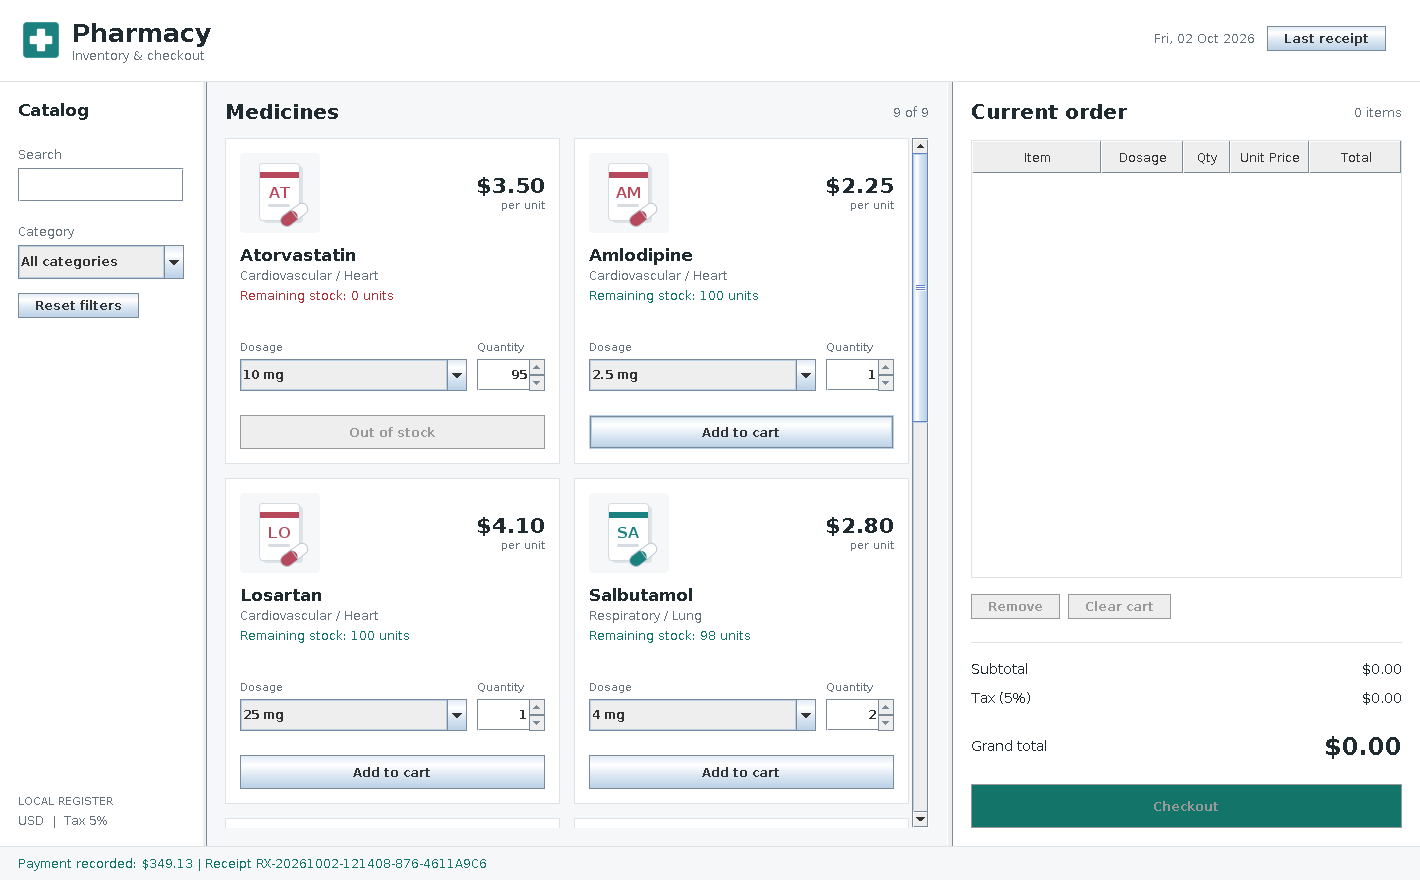 Pharmacy
Inventory & checkout
Fri, 02 Oct 2026
Last receipt
Catalog
Search
Category
All categories
Reset filters
LOCAL REGISTER
USD | Tax 5%
Medicines
9 of 9
AT
$3.50
per unit
Atorvastatin
Cardiovascular / Heart
Remaining stock: 0 units
Dosage
Quantity
10 mg
95
Out of stock
AM
$2.25
per unit
Amlodipine
Cardiovascular / Heart
Remaining stock: 100 units
Dosage
Quantity
2.5 mg
1
Add to cart
LO
$4.10
per unit
Losartan
Cardiovascular / Heart
Remaining stock: 100 units
Dosage
Quantity
25 mg
1
Add to cart
SA
$2.80
per unit
Salbutamol
Respiratory / Lung
Remaining stock: 98 units
Dosage
Quantity
4 mg
2
Add to cart
Current order
0 items
Item Dosage Qty Unit Price Total
Remove
Clear cart
Subtotal $0.00
Tax (5%) $0.00
Grand total $0.00
Checkout
Payment recorded: $349.13 | Receipt RX-20261002-121408-876-4611A9C6